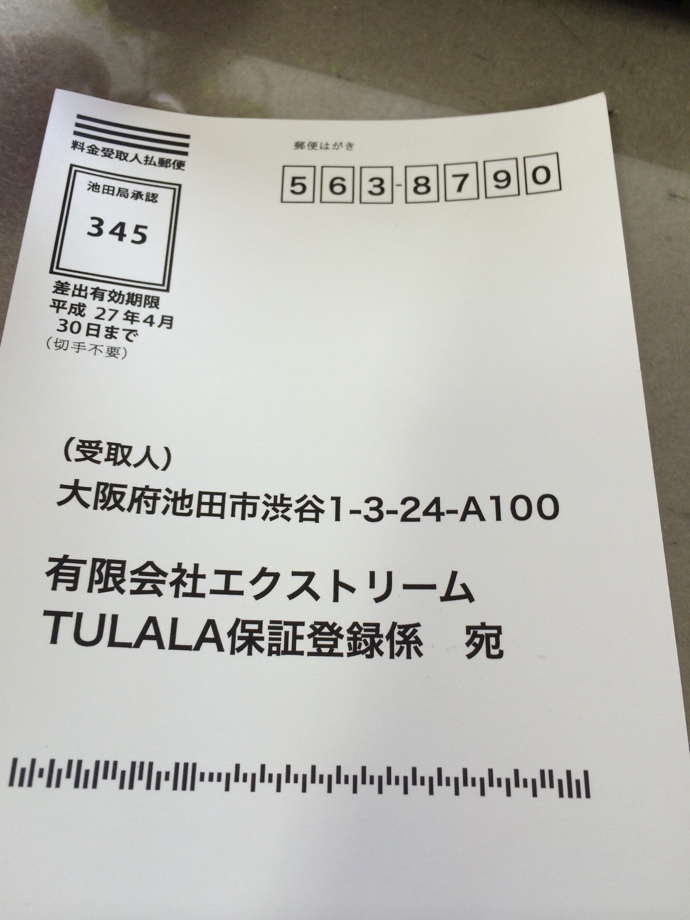 料金受取人払郵便
池田局承認
345
差出有効期限
平成 27年4月
30日まで
(切手不要)
郵便はがき
563-8790
(受取人)
大阪府池田市渋谷1-3-24-A100
有限会社エクストリーム
TULALA保証登録係 宛